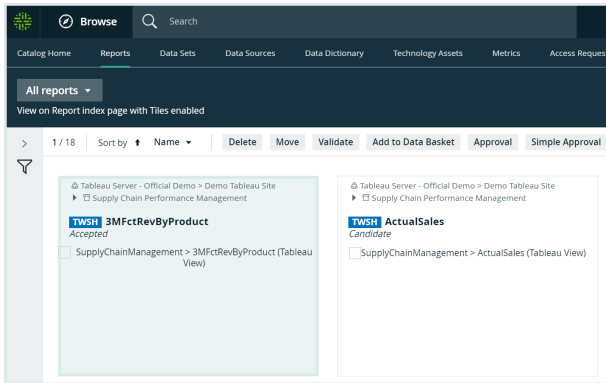 Browse
Search
Catalog Home Reports Data Sets Data Sources Data Dictionary Technology Assets Metrics Access Reques
All reports
View on Report index page with Tiles enabled
1 / 18 Sort by Name Delete Move Validate Add to Data Basket Approval Simple Approval
Tableau Server - Official Demo > Demo Tableau Site
Supply Chain Performance Management
TWSH 3MFctRevByProduct
Accepted
SupplyChainManagement > 3MFctRevByProduct (Tableau
View)
Tableau Server - Official Demo > Demo Tableau Site
Supply Chain Performance Management
TWSH ActualSales
Candidate
SupplyChainManagement > ActualSales (Tableau View)